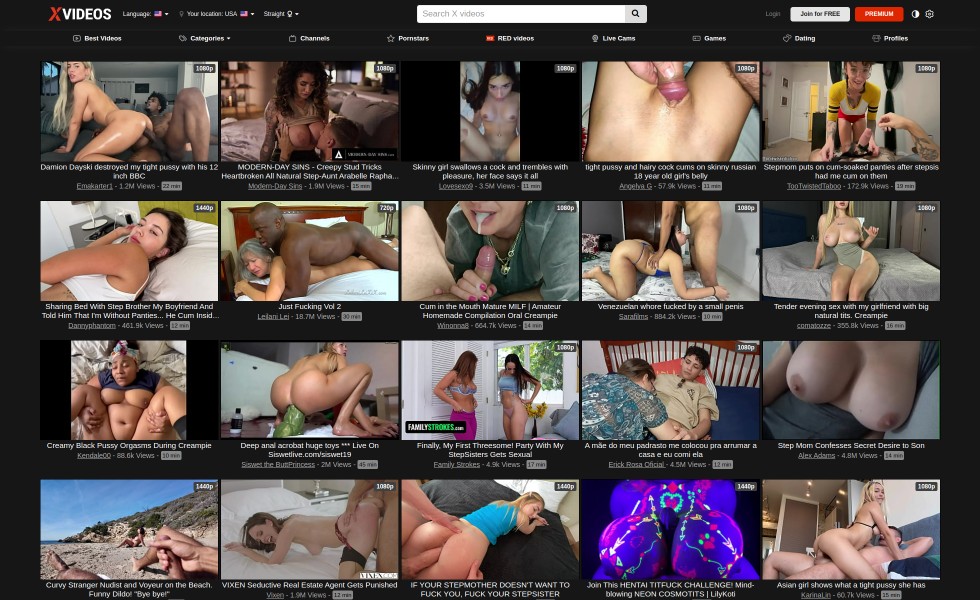 XVIDEOS
Language:
Your location: USA
Straight
Search X videos
Login
Join for FREE
PREMIUM
Best Videos
Categories
Channels
Pornstars
RED videos
Live Cams
Games
Dating
Profiles
1080p
Damion Dayski destroyed my tight pussy with his 12
inch BBC
Emakarter1 - 1.2M Views - 22 min
1080p
MODERN-DAY SINS
MODERN-DAY SINS - Creepy Stud Tricks
Heartbroken All Natural Step-Aunt Arabelle Rapha...
Modern-Day Sins - 1.9M Views - 15 min
1080p
Skinny girl swallows a cock and trembles with
pleasure, her face says it all
Lovesexo9 - 3.5M Views - 11 min
1080p
tight pussy and hairy cock cums on skinny russian
18 year old girl's belly
Angelya G - 57.9k Views - 11 min
1080p
Stepmom puts on cum-soaked panties after stepsis
had me cum on them
TooTwistedTaboo - 172.9k Views - 19 min
1440p
Sharing Bed With Step Brother My Boyfriend And
Told Him That I'm Without Panties... He Cum Insid...
Dannyphantom - 461.9k Views - 12 min
720p
Just Fucking Vol 2
Leilani Lei - 18.7M Views - 30 min
1080p
Cum in the Mouth Mature MILF | Amateur
Homemade Compilation Oral Creampie
Winonna8 - 664.7k Views - 14 min
1080p
Venezuelan whore fucked by a small penis
Sarafilms - 884.2k Views - 10 min
1080p
Tender evening sex with my girlfriend with big
natural tits. Creampie
comatozze - 355.8k Views - 16 min
Creamy Black Pussy Orgasms During Creampie
Kendale00 - 88.6k Views - 10 min
1080p
Deep anal acrobat huge toys *** Live On
Siswetlive.com/siswet19
Siswet the ButtPrincess - 2M Views - 45 min
1080p
FAMILYSTROKES.com
Finally, My First Threesome! Party With My
StepSisters Gets Sexual
Family Strokes - 4.9k Views - 17 min
1080p
A mãe do meu padrasto me colocou pra arrumar a
casa e eu comi ela
Erick Rosa Oficial - 4.5M Views - 12 min
Step Mom Confesses Secret Desire to Son
Alex Adams - 4.8M Views - 14 min
1440p
Curvy Stranger Nudist and Voyeur on the Beach.
Funny Dildo! "Bye bye!"
1080p
VIXEN
VIXEN Seductive Real Estate Agent Gets Punished
Vixen - 1.9M Views - 12 min
1440p
IF YOUR STEPMOTHER DOESN'T WANT TO
FUCK YOU, FUCK YOUR STEPSISTER
1440p
Join This HENTAI TITFUCK CHALLENGE! Mind-
blowing NEON COSMOTITS | LilyKoti
1080p
Asian girl shows what a tight pussy she has
KarinaLin - 60.7k Views - 15 min